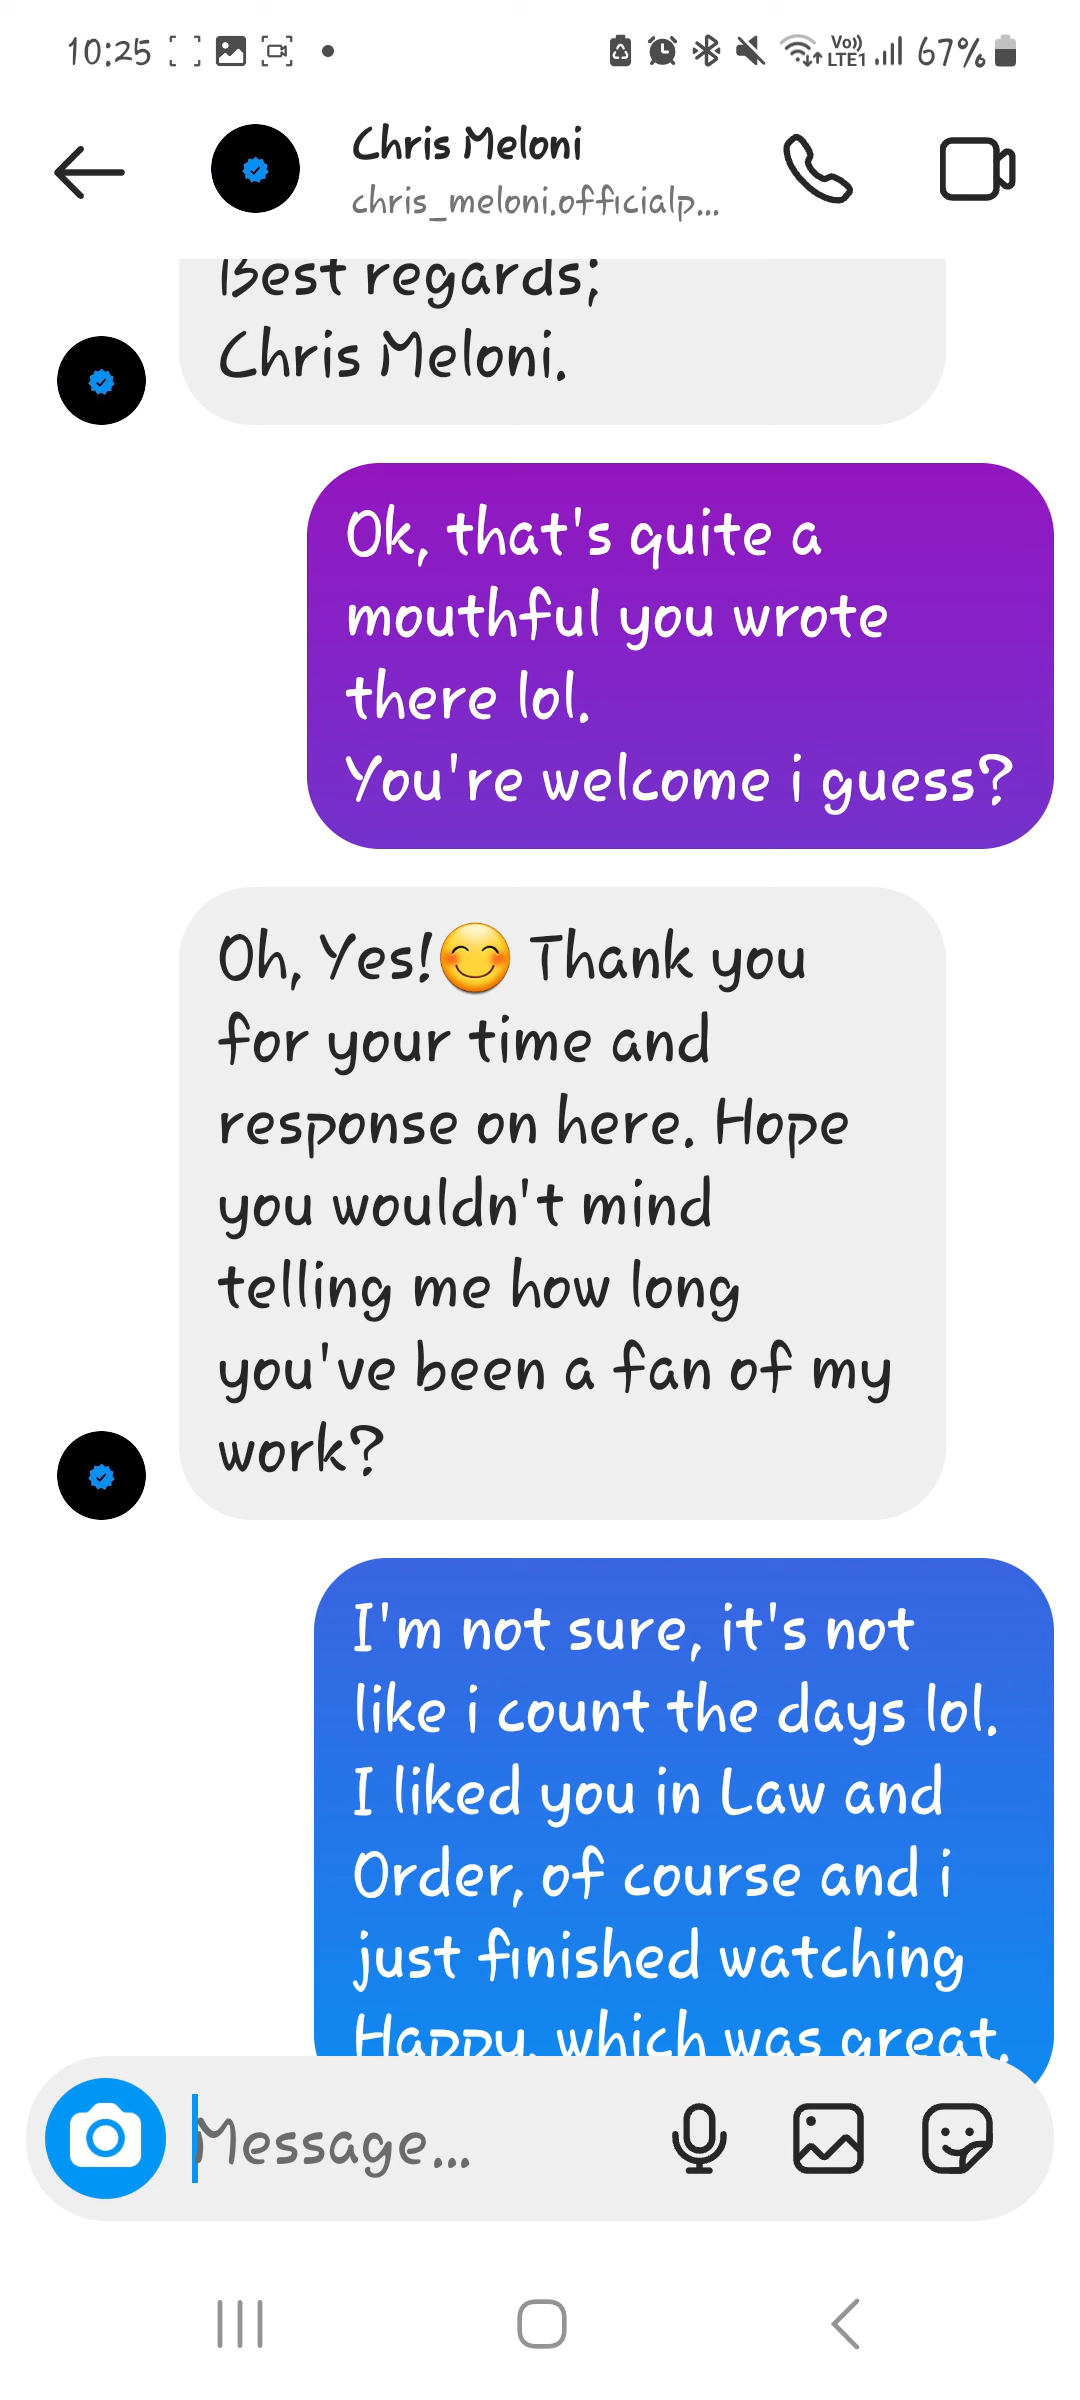 10:25
Vo))
LTE1
67%
Chris Meloni
chris_meloni.officialp...
Best regards;
Chris Meloni.
Ok, that's quite a
mouthful you wrote
there lol.
You're welcome i guess?
Oh, Yes!😊 Thank you
for your time and
response on here. Hope
you wouldn't mind
telling me how long
you've been a fan of my
work?
I'm not sure, it's not
like i count the days lol.
I liked you in Law and
Order, of course and i
just finished watching
Happy, which was great.
Message...